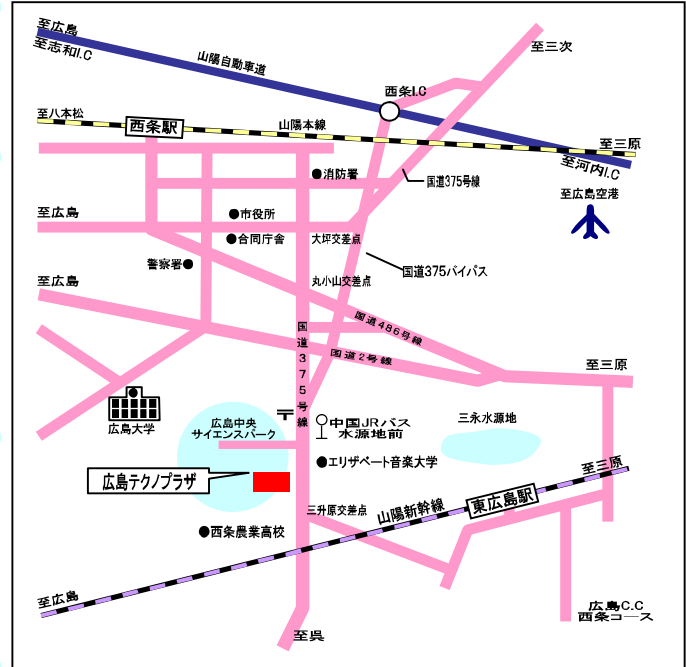 至広島
至志和I.C
山陽自動車道
西条I.C
至三次
至八本松
西条駅
山陽本線
至三原
至河内I.C
消防署
国道375号線
至広島空港
至広島
市役所
合同庁舎
大坪交差点
警察署
国道375バイパス
至広島
丸小山交差点
国道375号線
国道486号線
国道2号線
至三原
広島大学
広島中央
サイエンスパーク
〒
中国JRバス
水源地前
三永水源地
エリザベート音楽大学
至三原
広島テクノプラザ
三升原交差点
山陽新幹線
東広島駅
西条農業高校
至広島
広島C.C
西条コース
至呉